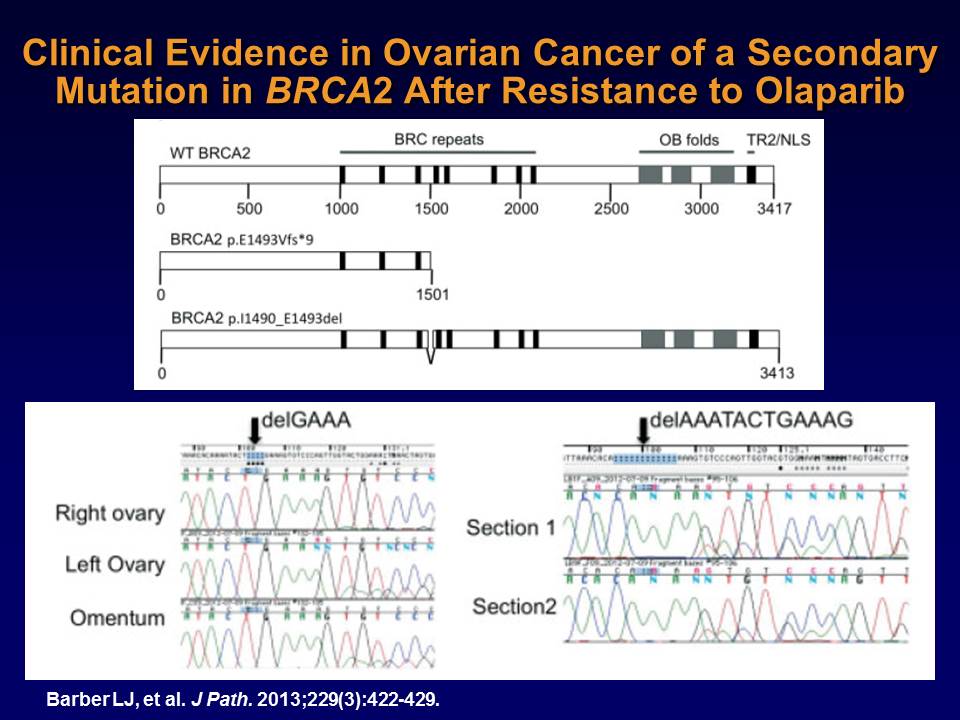 Clinical Evidence in Ovarian Cancer of a Secondary
Mutation in BRCA2 After Resistance to Olaparib
BRC repeats OB folds TR2/NLS
WT BRCA2
0 500 1000 1500 2000 2500 3000 3417
BRCA2 p.E1493Vfs*9
0 1501
BRCA2 p.I1490_E1493del
0 3413
delGAAA delAAATACTGAAAG
Right ovary
Left Ovary
Omentum
Section 1
Section2
Barber LJ, et al. J Path. 2013;229(3):422-429.